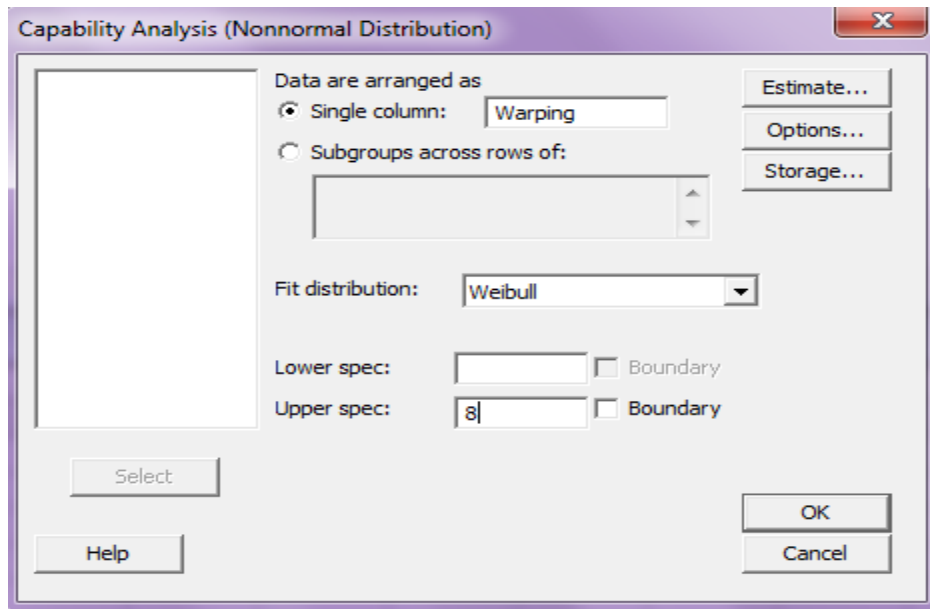 Capability Analysis (Nonnormal Distribution)
Data are arranged as
Single column: Warping
Subgroups across rows of:
Estimate...
Options...
Storage...
Fit distribution: Weibull
Lower spec: Boundary
Upper spec: 8 Boundary
Select
Help
OK
Cancel